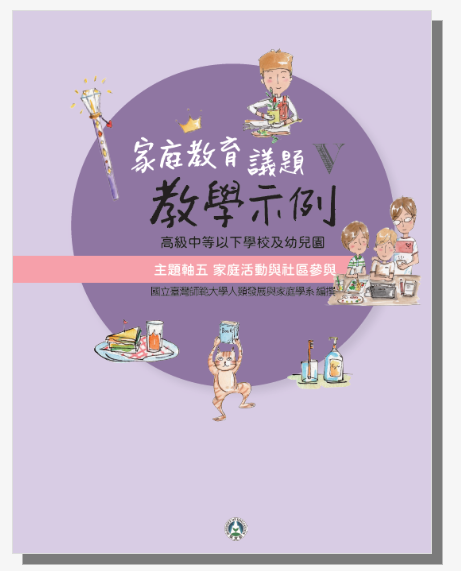 家庭教育議題 V
教學示例
高級中等以下學校及幼兒園
主題軸五 家庭活動與社區參與
國立臺灣師範大學人類發展與家庭學系 編撰